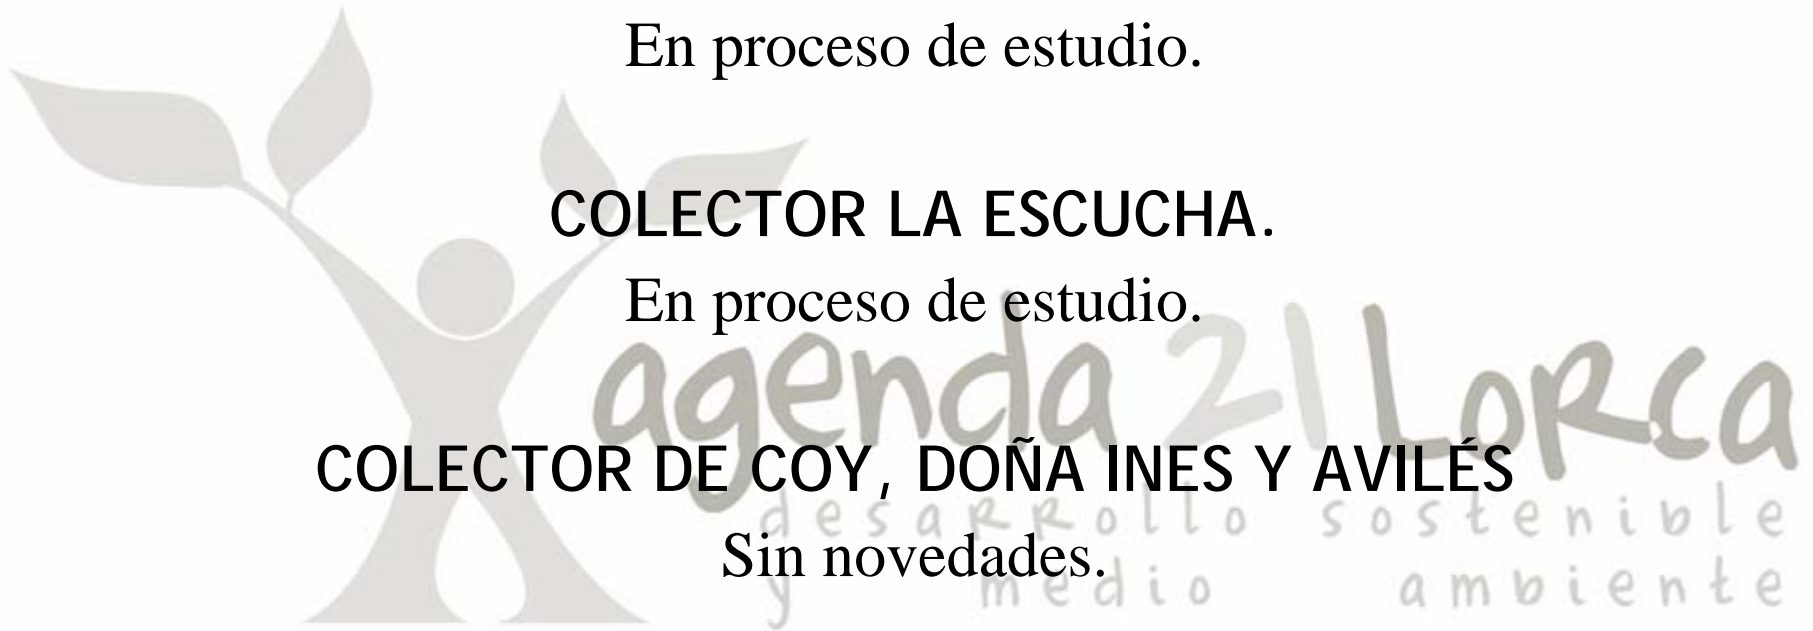 En proceso de estudio.
COLECTOR LA ESCUCHA.
En proceso de estudio.
agenda 21 Lorca
COLECTOR DE COY, DOÑA INES Y AVILÉS
desarrollo sostenible
Sin novedades.
y medio ambiente